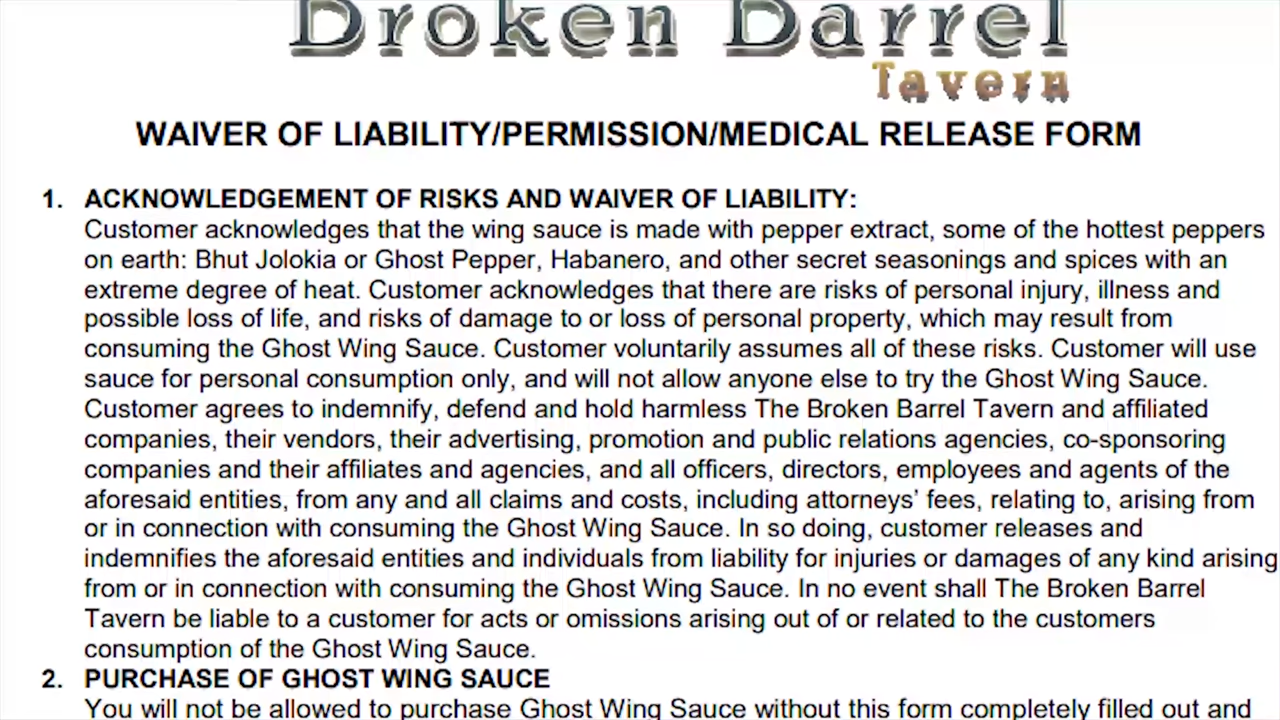 Broken Barrel
Tavern
WAIVER OF LIABILITY/PERMISSION/MEDICAL RELEASE FORM
1. ACKNOWLEDGEMENT OF RISKS AND WAIVER OF LIABILITY:
Customer acknowledges that the wing sauce is made with pepper extract, some of the hottest peppers
on earth: Bhut Jolokia or Ghost Pepper, Habanero, and other secret seasonings and spices with an
extreme degree of heat. Customer acknowledges that there are risks of personal injury, illness and
possible loss of life, and risks of damage to or loss of personal property, which may result from
consuming the Ghost Wing Sauce. Customer voluntarily assumes all of these risks. Customer will use
sauce for personal consumption only, and will not allow anyone else to try the Ghost Wing Sauce.
Customer agrees to indemnify, defend and hold harmless The Broken Barrel Tavern and affiliated
companies, their vendors, their advertising, promotion and public relations agencies, co-sponsoring
companies and their affiliates and agencies, and all officers, directors, employees and agents of the
aforesaid entities, from any and all claims and costs, including attorneys’ fees, relating to, arising from
or in connection with consuming the Ghost Wing Sauce. In so doing, customer releases and
indemnifies the aforesaid entities and individuals from liability for injuries or damages of any kind arising
from or in connection with consuming the Ghost Wing Sauce. In no event shall The Broken Barrel
Tavern be liable to a customer for acts or omissions arising out of or related to the customers
consumption of the Ghost Wing Sauce.
2. PURCHASE OF GHOST WING SAUCE
You will not be allowed to purchase Ghost Wing Sauce without this form completely filled out and